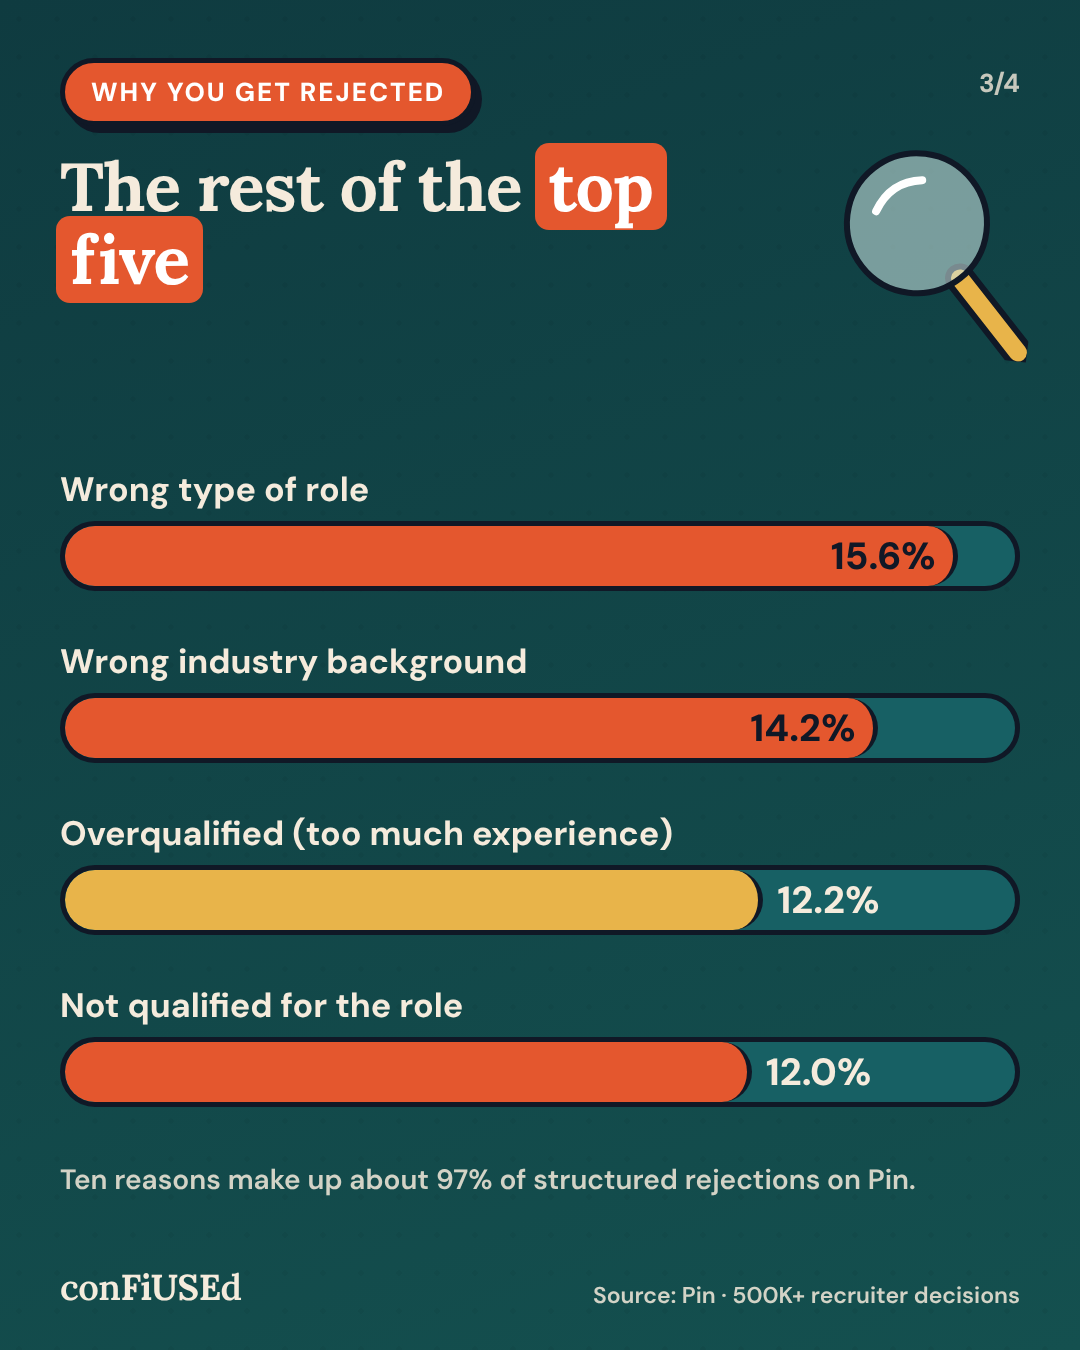 WHY YOU GET REJECTED
3/4
The rest of the top
five
Wrong type of role
15.6%
Wrong industry background
14.2%
Overqualified (too much experience)
12.2%
Not qualified for the role
12.0%
Ten reasons make up about 97% of structured rejections on Pin.
conFiUSEd
Source: Pin · 500K+ recruiter decisions